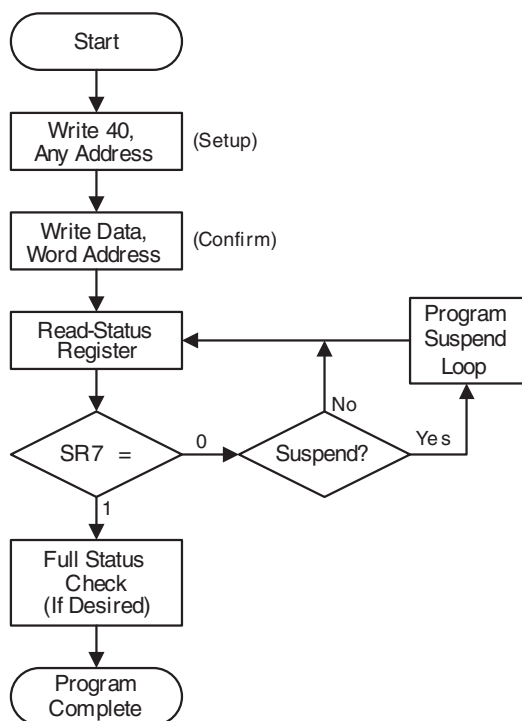 Start
Write 40,
Any Address
(Setup)
Write Data,
Word Address
(Confirm)
Read-Status
Register
Program
Suspend
Loop
No
SR7 =
0
Suspend?
Yes
1
Full Status
Check
(If Desired)
Program
Complete